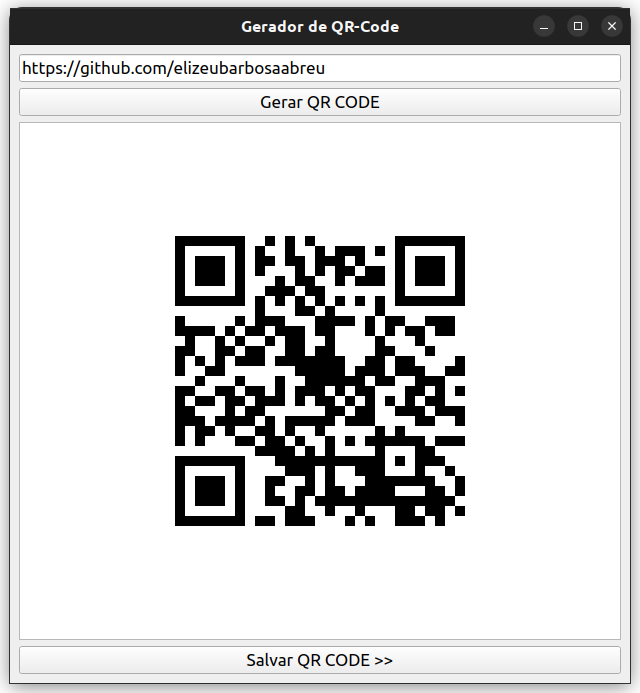 Gerador de QR-Code
https://github.com/elizeubarbosaabreu
Gerar QR CODE
Salvar QR CODE >>